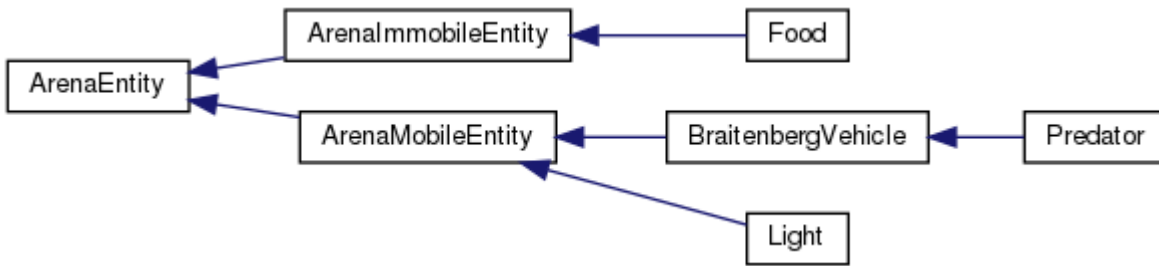 ArenaImmobileEntity
Food
ArenaEntity
ArenaMobileEntity
BraitenbergVehicle
Predator
Light